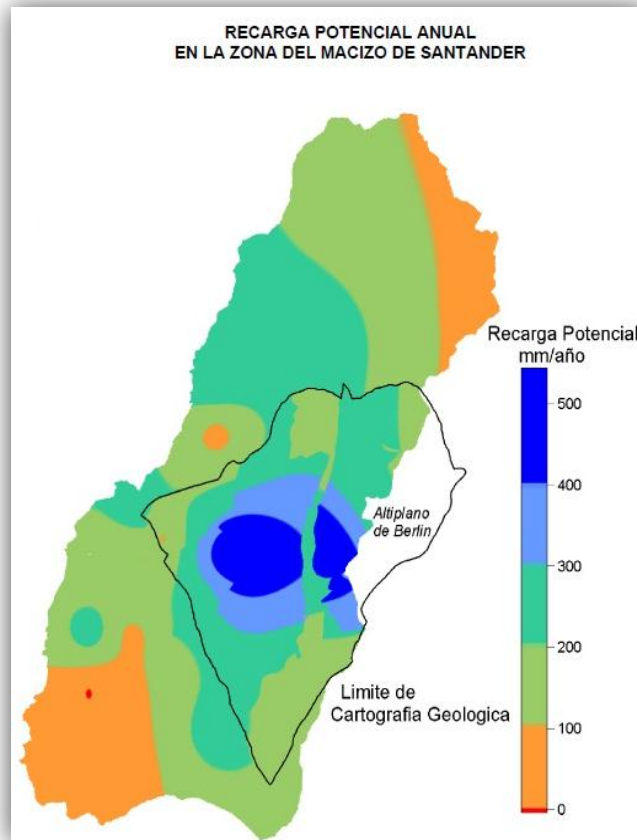 RECARGA POTENCIAL ANUAL
EN LA ZONA DEL MACIZO DE SANTANDER
Recarga Potencial
mm/año
500
400
300
200
100
0
Altiplano
de Berlin
Limite de
Cartografia Geologica